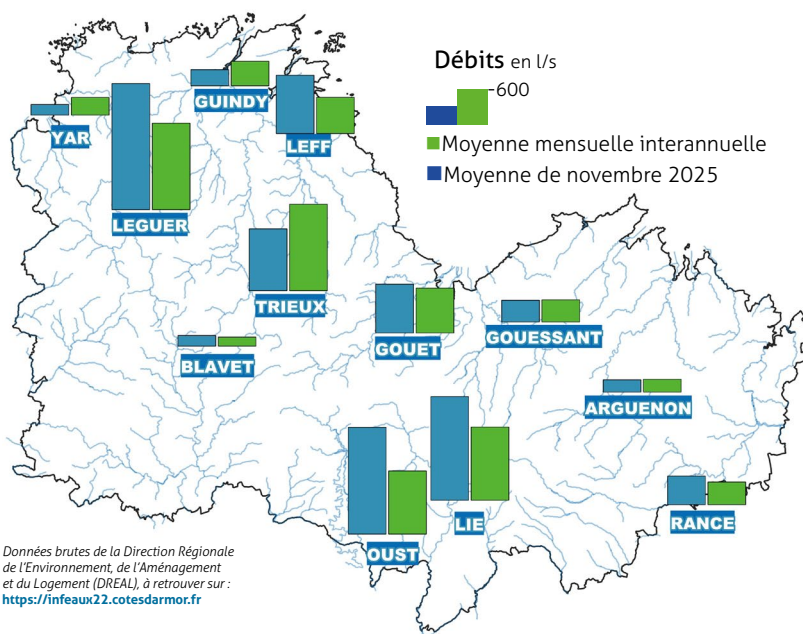 Débits en l/s
600
Moyenne mensuelle interannuelle
Moyenne de novembre 2025
YAR
GUINDY
LEFF
LEGUER
TRIEUX
GOUET
GOUESSANT
BLAVET
ARGUENON
OUST
LIE
RANCE
Données brutes de la Direction Régionale
de l'Environnement, de l'Aménagement
et du Logement (DREAL), à retrouver sur :
https://infeaux22.cotesdarmor.fr